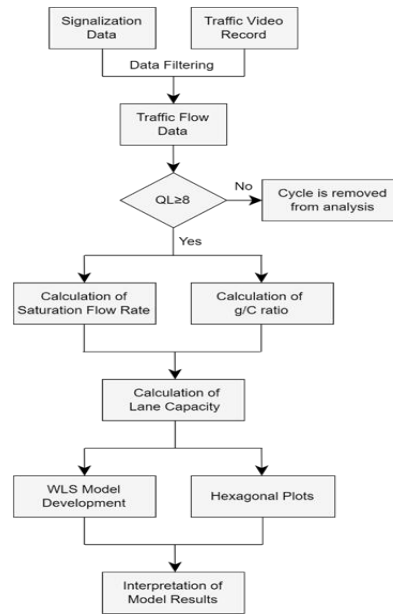 Signalization
Data
Traffic Video
Record
Data Filtering
Traffic Flow
Data
QL≥8
No
Cycle is removed
from analysis
Yes
Calculation of
Saturation Flow Rate
Calculation of
g/C ratio
Calculation of
Lane Capacity
WLS Model
Development
Hexagonal Plots
Interpretation of
Model Results